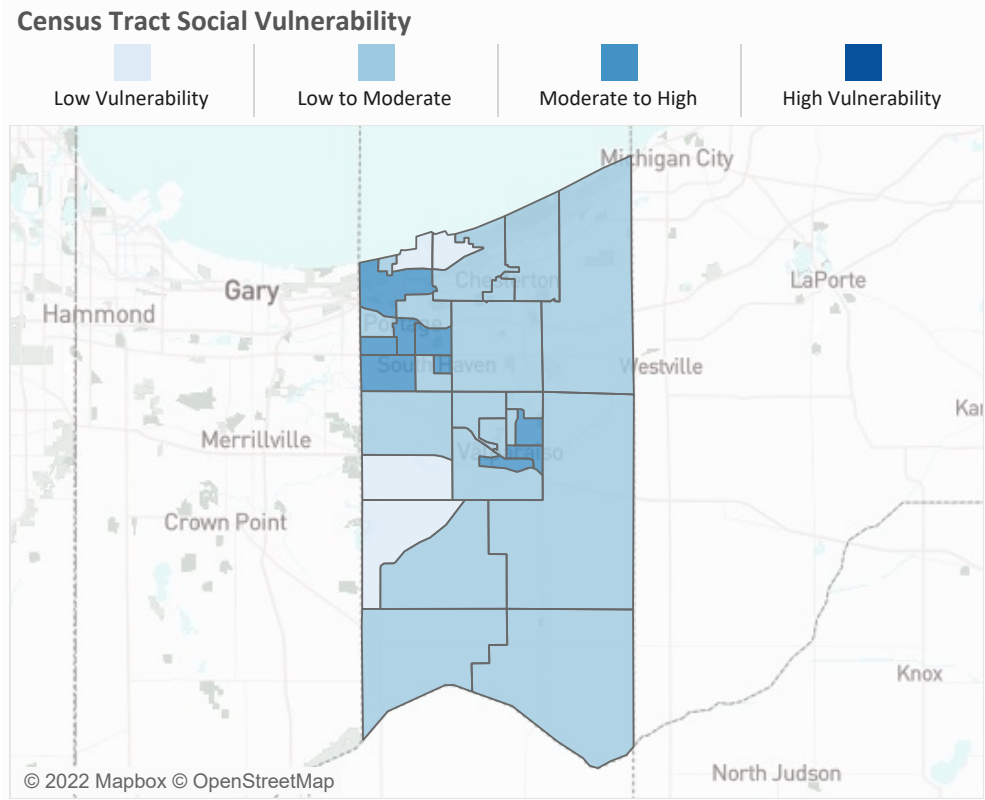 Census Tract Social Vulnerability
Low Vulnerability
Low to Moderate
Moderate to High
High Vulnerability
Michigan City
Chesterton
LaPorte
Gary
Hammond
Portage
South Haven
Westville
Merrillville
Valparaiso
Crown Point
Knox
North Judson
© 2022 Mapbox © OpenStreetMap